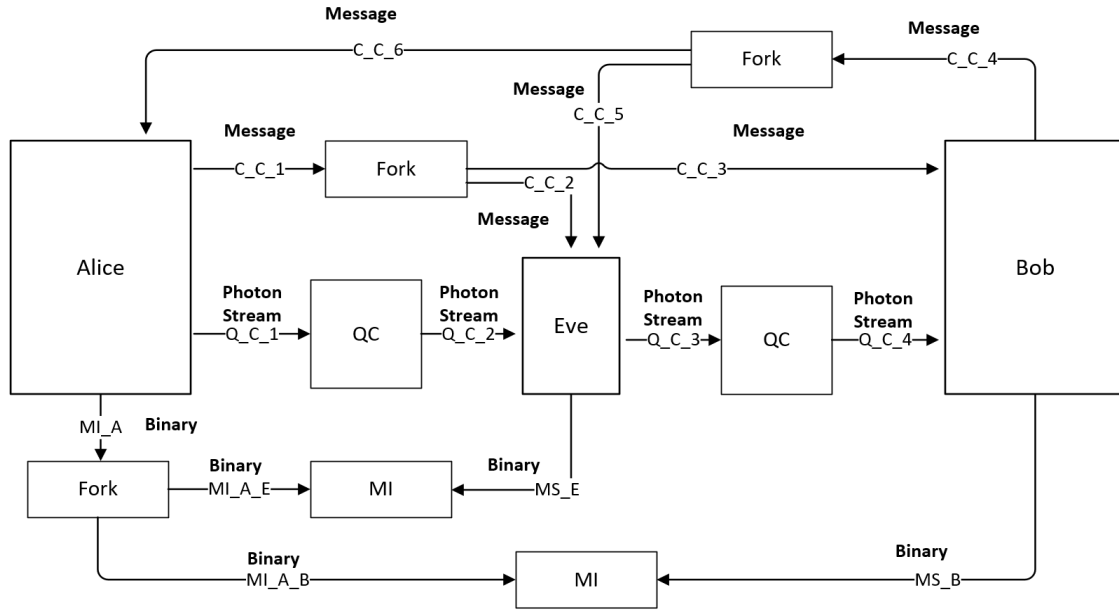 Message
Message
C_C_6
Fork
C_C_4
Message
C_C_5
Message
Message
C_C_1
Fork
C_C_3
C_C_2
Message
Alice
Bob
Photon
Stream
Q_C_1
QC
Photon
Stream
Q_C_2
Eve
Photon
Stream
Q_C_3
QC
Photon
Stream
Q_C_4
MI_A
Binary
Fork
Binary
MI_A_E
MI
Binary
MS_E
Binary
MI_A_B
MI
Binary
MS_B